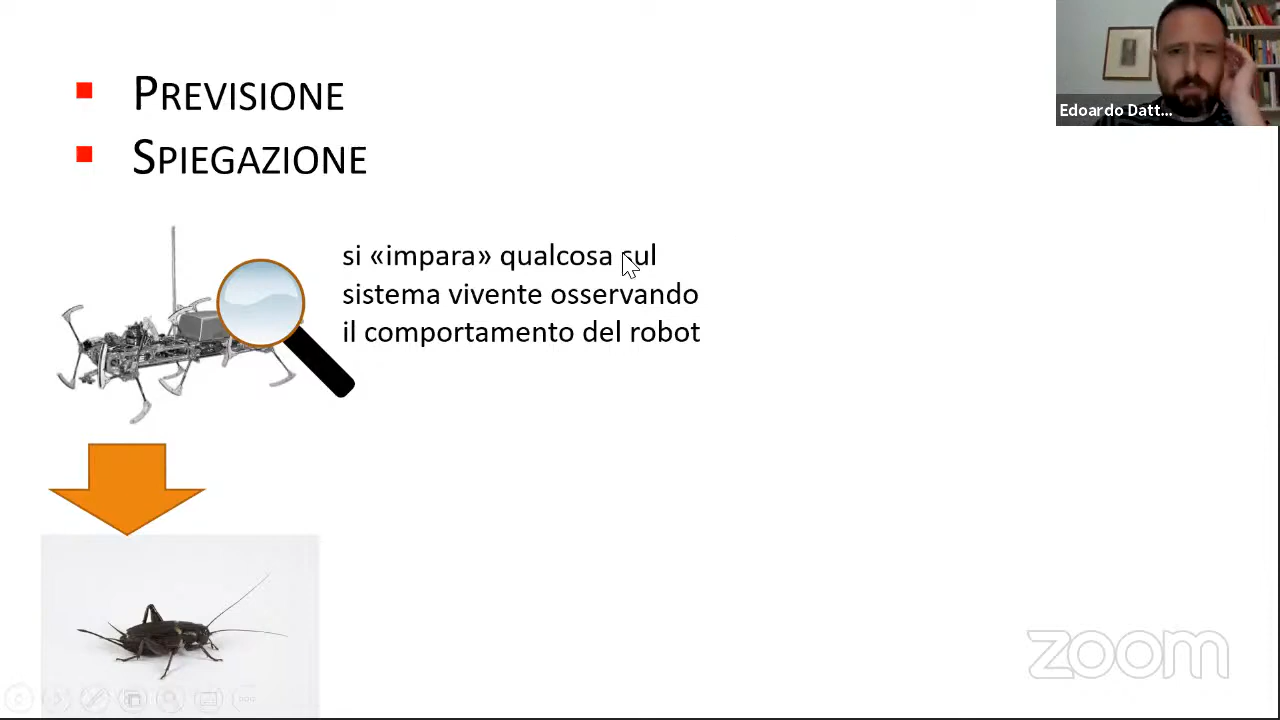 PREVISIONE
SPIEGAZIONE
si «impara» qualcosa sul
sistema vivente osservando
il comportamento del robot
Edoardo Datt...
zoom